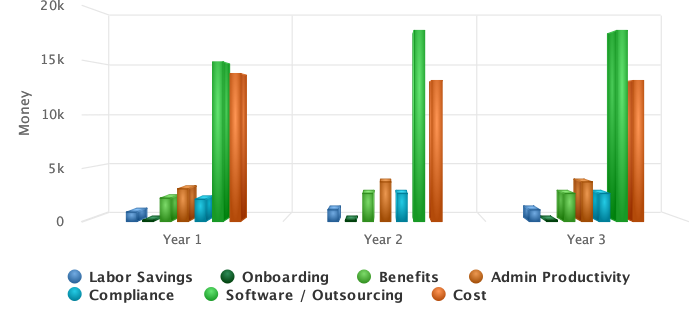 20k
15k
10k
5k
0
Money
Year 1
Year 2
Year 3
Labor Savings
Onboarding
Benefits
Admin Productivity
Compliance
Software / Outsourcing
Cost